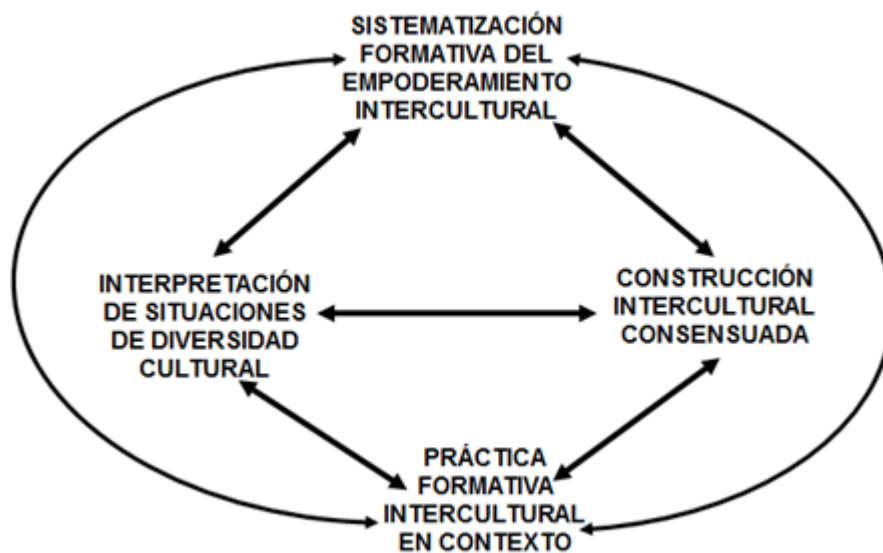 SISTEMATIZACIÓN
FORMATIVA DEL
EMPODERAMIENTO
INTERCULTURAL
INTERPRETACIÓN
DE SITUACIONES
DE DIVERSIDAD
CULTURAL
CONSTRUCCIÓN
INTERCULTURAL
CONSENSUADA
PRÁCTICA
FORMATIVA
INTERCULTURAL
EN CONTEXTO